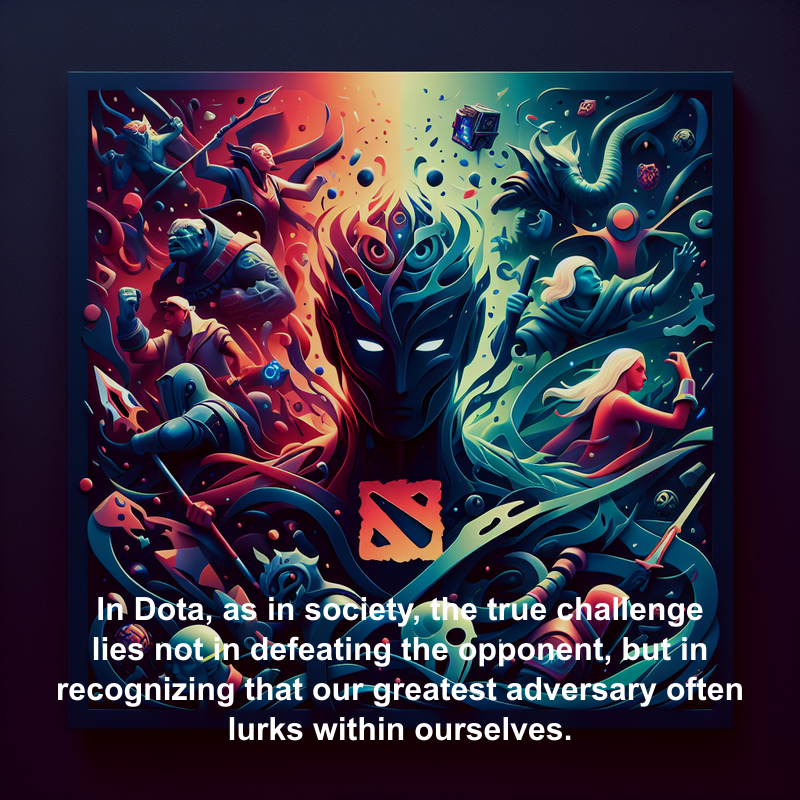 In Dota, as in society, the true challenge
lies not in defeating the opponent, but in
recognizing that our greatest adversary often
lurks within ourselves.